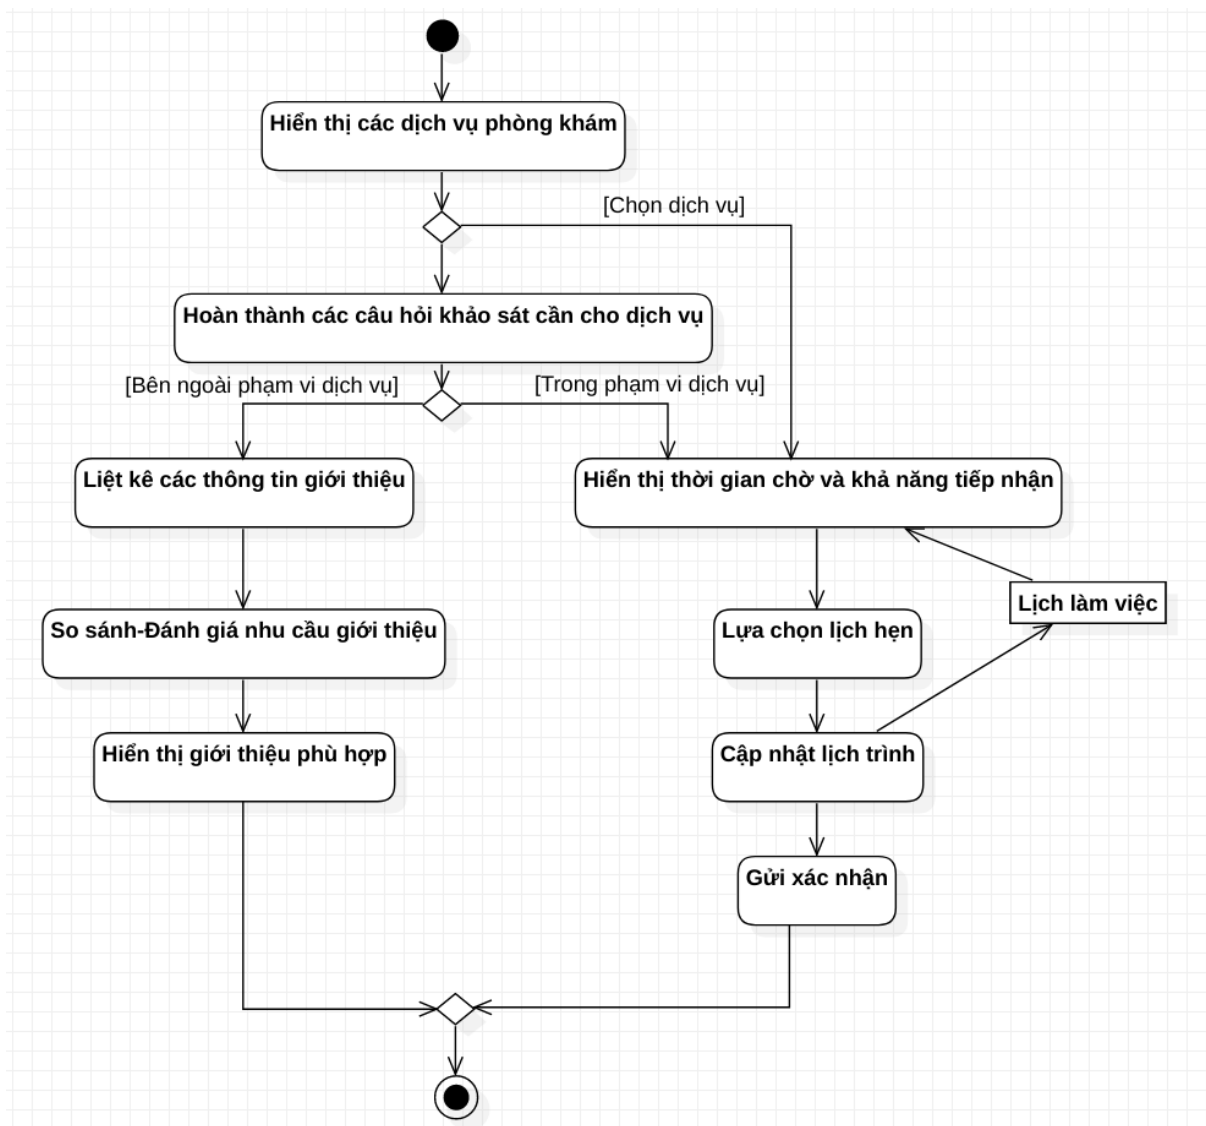 Hiển thị các dịch vụ phòng khám
[Chọn dịch vụ]
Hoàn thành các câu hỏi khảo sát cần cho dịch vụ
[Bên ngoài phạm vi dịch vụ]
[Trong phạm vi dịch vụ]
Liệt kê các thông tin giới thiệu
Hiển thị thời gian chờ và khả năng tiếp nhận
Lịch làm việc
So sánh-Đánh giá nhu cầu giới thiệu
Lựa chọn lịch hẹn
Hiển thị giới thiệu phù hợp
Cập nhật lịch trình
Gửi xác nhận